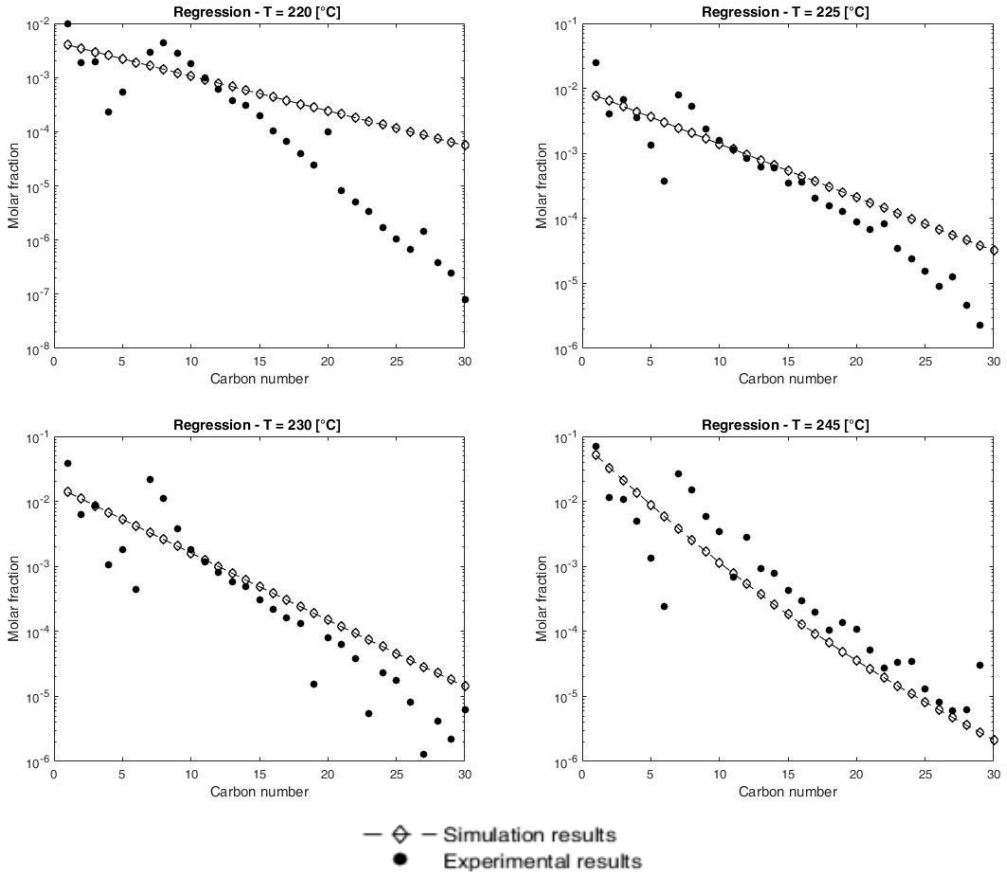 Regression - T = 220 [°C]
Molar fraction
10-2
10-3
10-4
10-5
10-6
10-7
10-8
0 5 10 15 20 25 30
Carbon number
Regression - T = 225 [°C]
Molar fraction
10-1
10-2
10-3
10-4
10-5
10-6
0 5 10 15 20 25 30
Carbon number
Regression - T = 230 [°C]
Molar fraction
10-1
10-2
10-3
10-4
10-5
10-6
0 5 10 15 20 25 30
Carbon number
Regression - T = 245 [°C]
Molar fraction
10-1
10-2
10-3
10-4
10-5
10-6
0 5 10 15 20 25 30
Carbon number
Simulation results
Experimental results